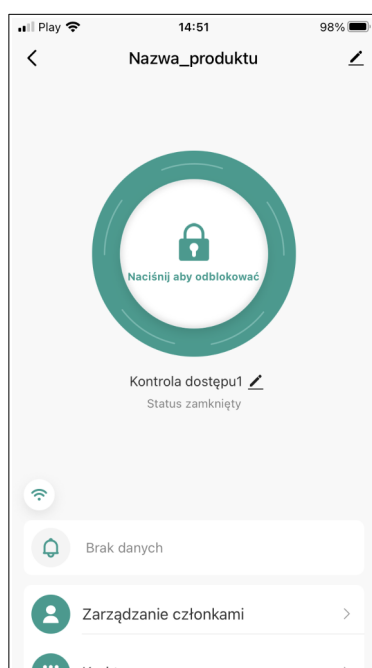 Play 14:51 98%
Nazwa_produktu
Naciśnij aby odblokować
Kontrola dostępu1
Status zamknięty
Brak danych
Zarządzanie członkami